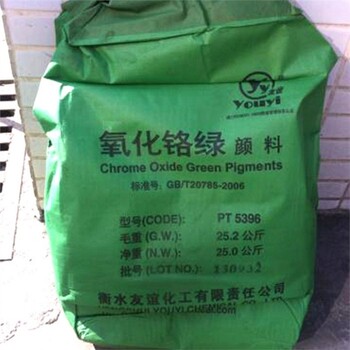 友谊
youyi
氧化铬绿 颜料
Chrome Oxide Green Pigments
标准号: GB/T20785-2006
型号(CODE): PT 5396
毛重(G.W.): 25.2 公斤
净重(N.W.): 25.0 公斤
批号(LOT NO.): 130932
衡水友谊化工有限责任公司